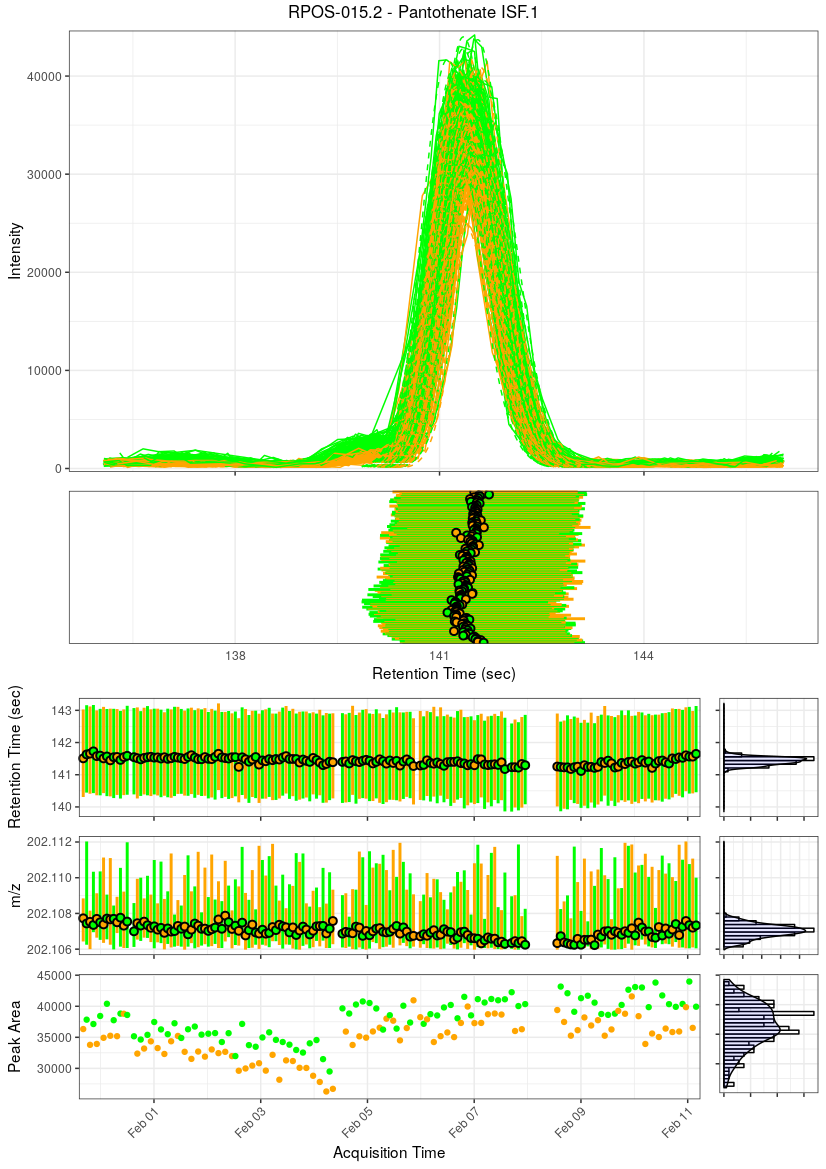 RPOS-015.2 - Pantothenate ISF.1
40000
30000
20000
10000
0
Intensity
138
141
144
Retention Time (sec)
143
142
141
140
Retention Time (sec)
202.112
202.110
202.108
202.106
m/z
45000
40000
35000
30000
Peak Area
Feb 01
Feb 03
Feb 05
Feb 07
Feb 09
Feb 11
Acquisition Time